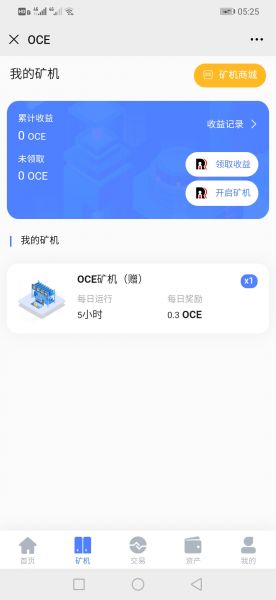 05:25
OCE
我的矿机
矿机商城
累计收益
0 OCE
收益记录
未领取
0 OCE
领取收益
开启矿机
我的矿机
OCE矿机（赠）
x1
每日运行
每日奖励
5小时
0.3 OCE
首页
矿机
交易
资产
我的